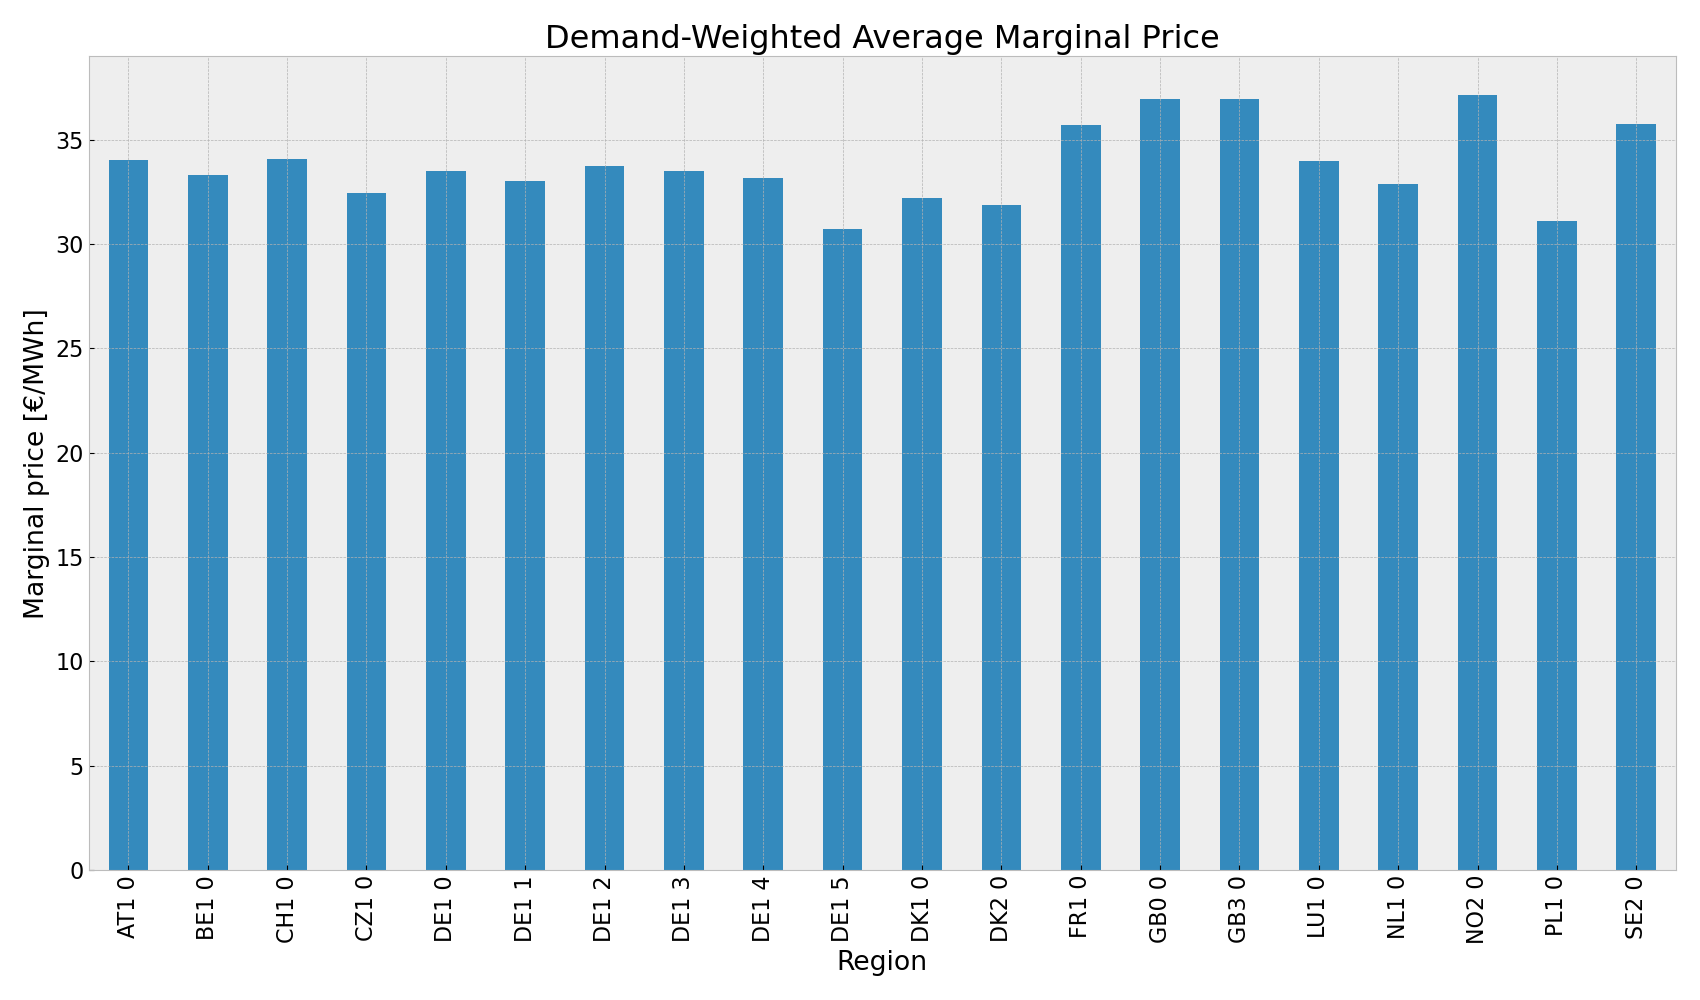 Demand-Weighted Average Marginal Price
Marginal price [€/MWh]
35
30
25
20
15
10
5
0
AT1 0
BE1 0
CH1 0
CZ1 0
DE1 0
DE1 1
DE1 2
DE1 3
DE1 4
DE1 5
DK1 0
DK2 0
FR1 0
GB0 0
GB3 0
LU1 0
NL1 0
NO2 0
PL1 0
SE2 0
Region